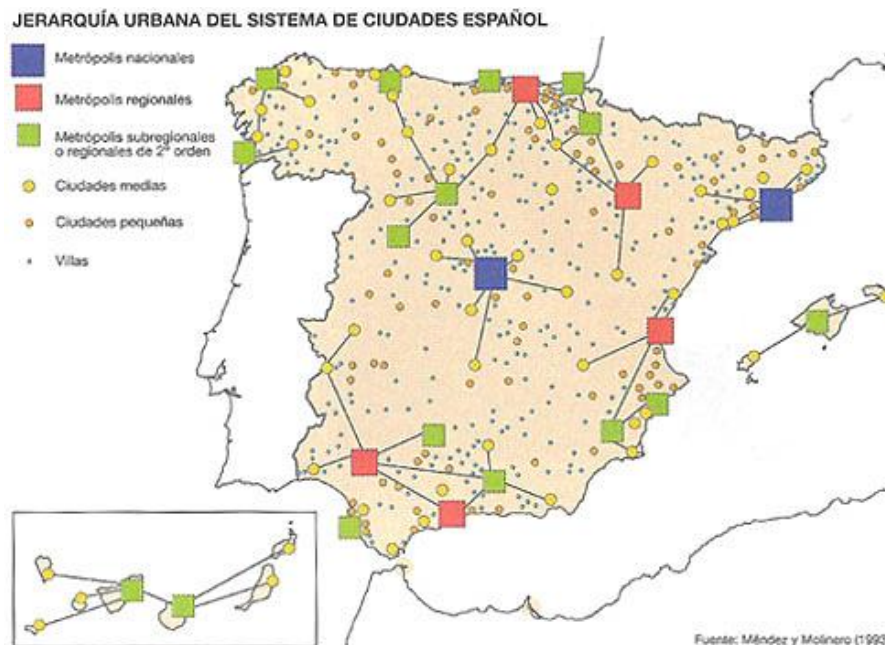 JERARQUÍA URBANA DEL SISTEMA DE CIUDADES ESPAÑOL
Metrópolis nacionales
Metrópolis regionales
Metrópolis subregionales
o regionales de 2º orden
Ciudades medias
Ciudades pequeñas
Villas
Fuente: Méndez y Molinero (1993